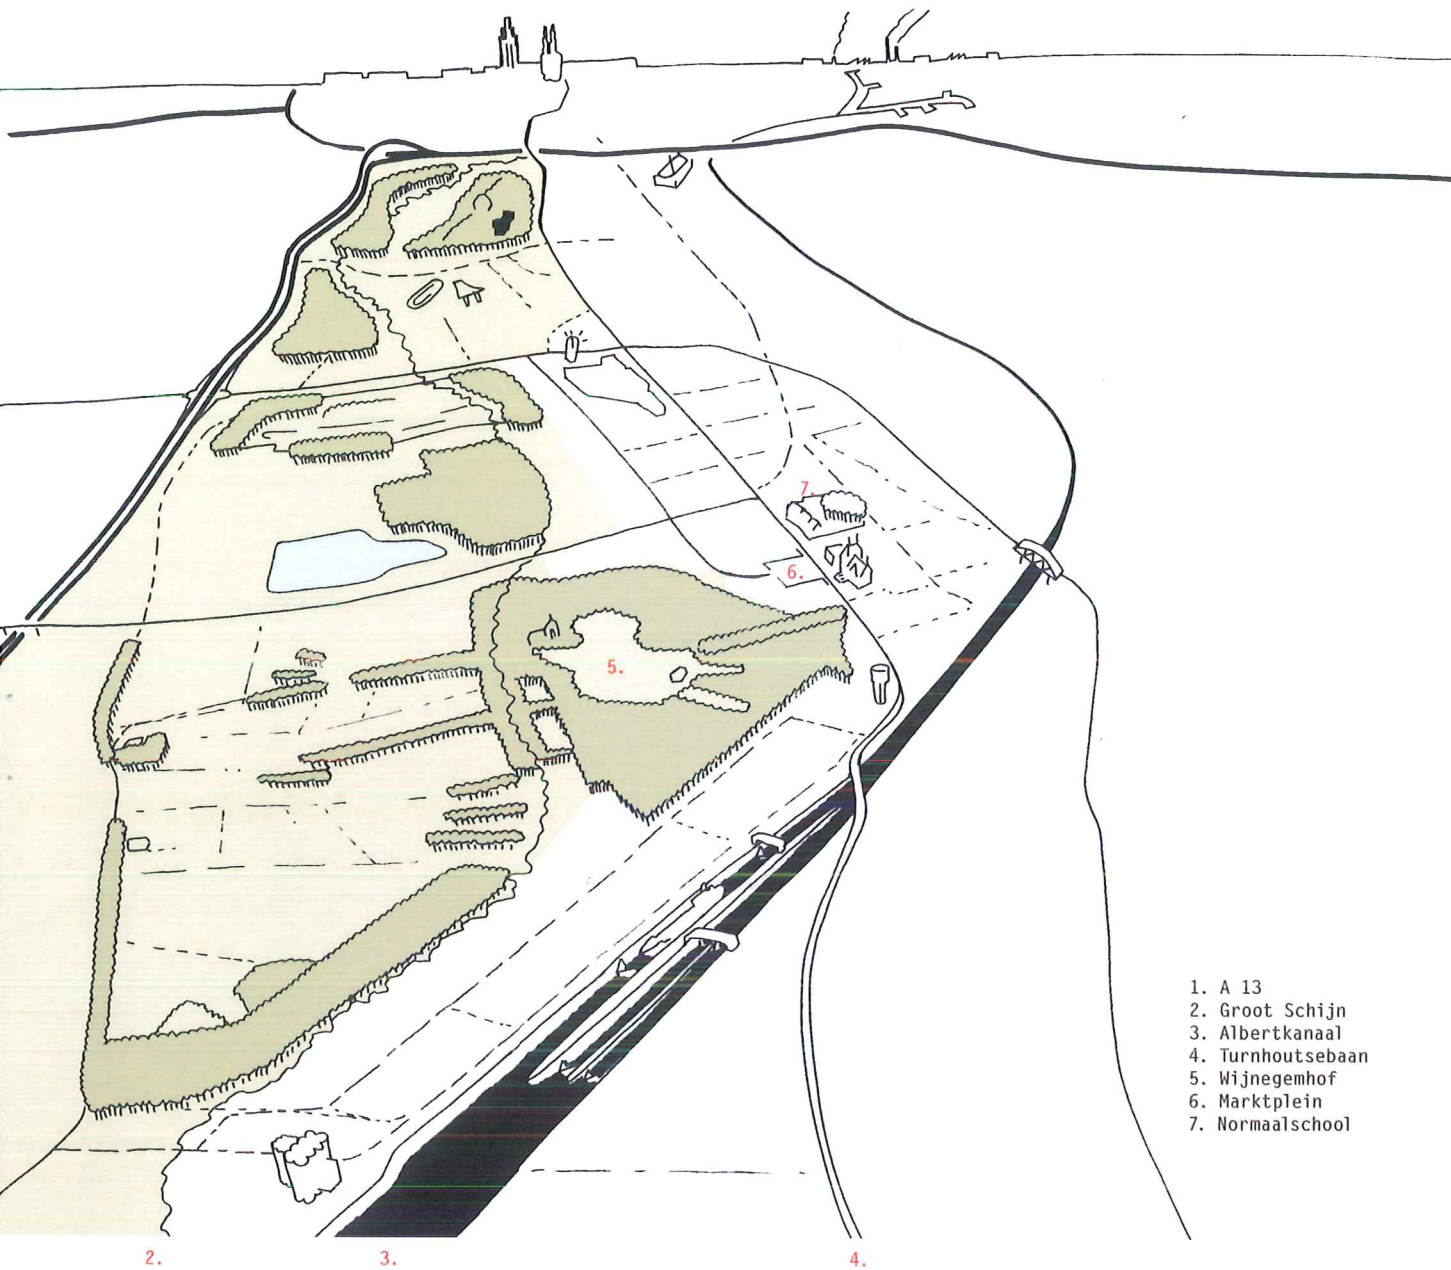 7.
6.
5.
1. A 13
2. Groot Schijn
3. Albertkanaal
4. Turnhoutsebaan
5. Wijnegemhof
6. Marktplein
7. Normaalschool
2.
3.
4.